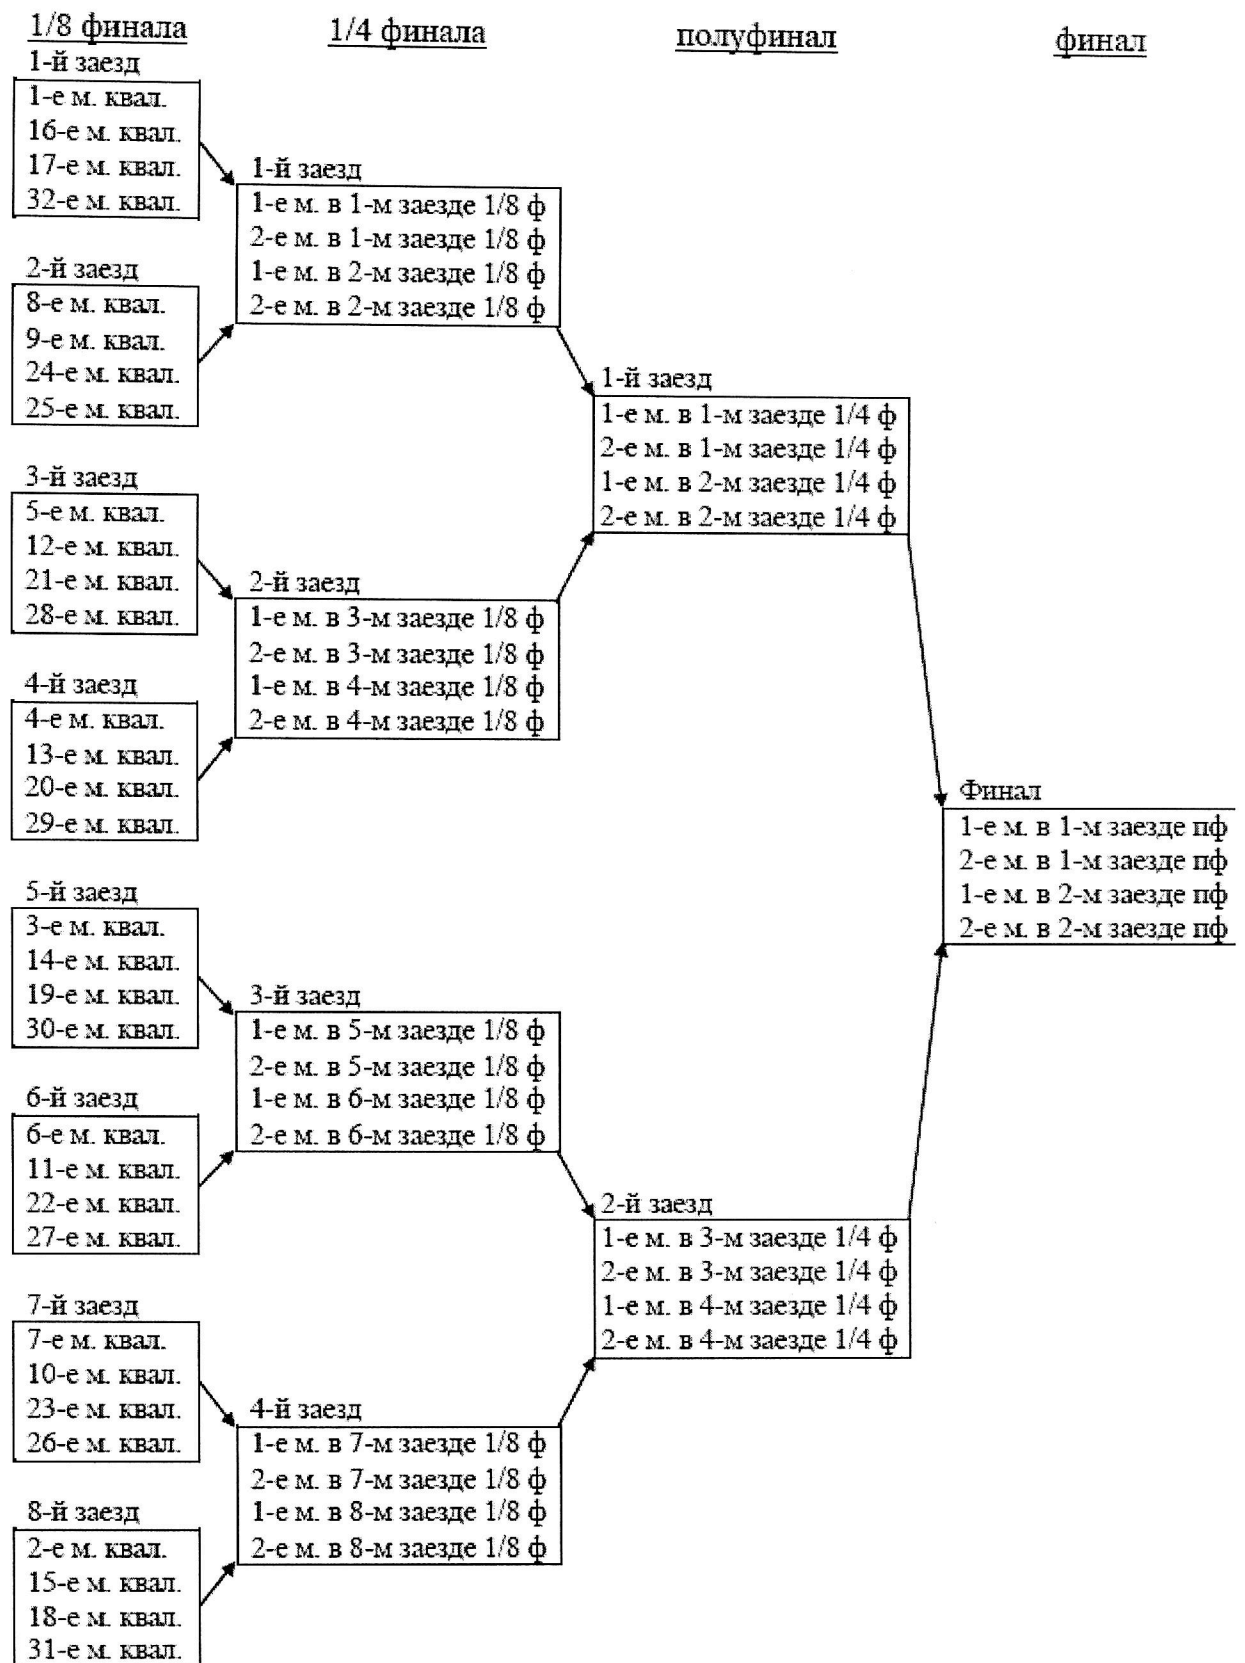 1/8 финала
1/4 финала
полуфинал
финал
1-й заезд
1-е м. квал.
16-е м. квал.
17-е м. квал.
32-е м. квал.
2-й заезд
8-е м. квал.
9-е м. квал.
24-е м. квал.
25-е м. квал.
3-й заезд
5-е м. квал.
12-е м. квал.
21-е м. квал.
28-е м. квал.
4-й заезд
4-е м. квал.
13-е м. квал.
20-е м. квал.
29-е м. квал.
5-й заезд
3-е м. квал.
14-е м. квал.
19-е м. квал.
30-е м. квал.
6-й заезд
6-е м. квал.
11-е м. квал.
22-е м. квал.
27-е м. квал.
7-й заезд
7-е м. квал.
10-е м. квал.
23-е м. квал.
26-е м. квал.
8-й заезд
2-е м. квал.
15-е м. квал.
18-е м. квал.
31-е м. квал.
1-й заезд
1-е м. в 1-м заезде 1/8 ф
2-е м. в 1-м заезде 1/8 ф
1-е м. в 2-м заезде 1/8 ф
2-е м. в 2-м заезде 1/8 ф
2-й заезд
1-е м. в 3-м заезде 1/8 ф
2-е м. в 3-м заезде 1/8 ф
1-е м. в 4-м заезде 1/8 ф
2-е м. в 4-м заезде 1/8 ф
3-й заезд
1-е м. в 5-м заезде 1/8 ф
2-е м. в 5-м заезде 1/8 ф
1-е м. в 6-м заезде 1/8 ф
2-е м. в 6-м заезде 1/8 ф
4-й заезд
1-е м. в 7-м заезде 1/8 ф
2-е м. в 7-м заезде 1/8 ф
1-е м. в 8-м заезде 1/8 ф
2-е м. в 8-м заезде 1/8 ф
1-й заезд
1-е м. в 1-м заезде 1/4 ф
2-е м. в 1-м заезде 1/4 ф
1-е м. в 2-м заезде 1/4 ф
2-е м. в 2-м заезде 1/4 ф
2-й заезд
1-е м. в 3-м заезде 1/4 ф
2-е м. в 3-м заезде 1/4 ф
1-е м. в 4-м заезде 1/4 ф
2-е м. в 4-м заезде 1/4 ф
Финал
1-е м. в 1-м заезде пф
2-е м. в 1-м заезде пф
1-е м. в 2-м заезде пф
2-е м. в 2-м заезде пф